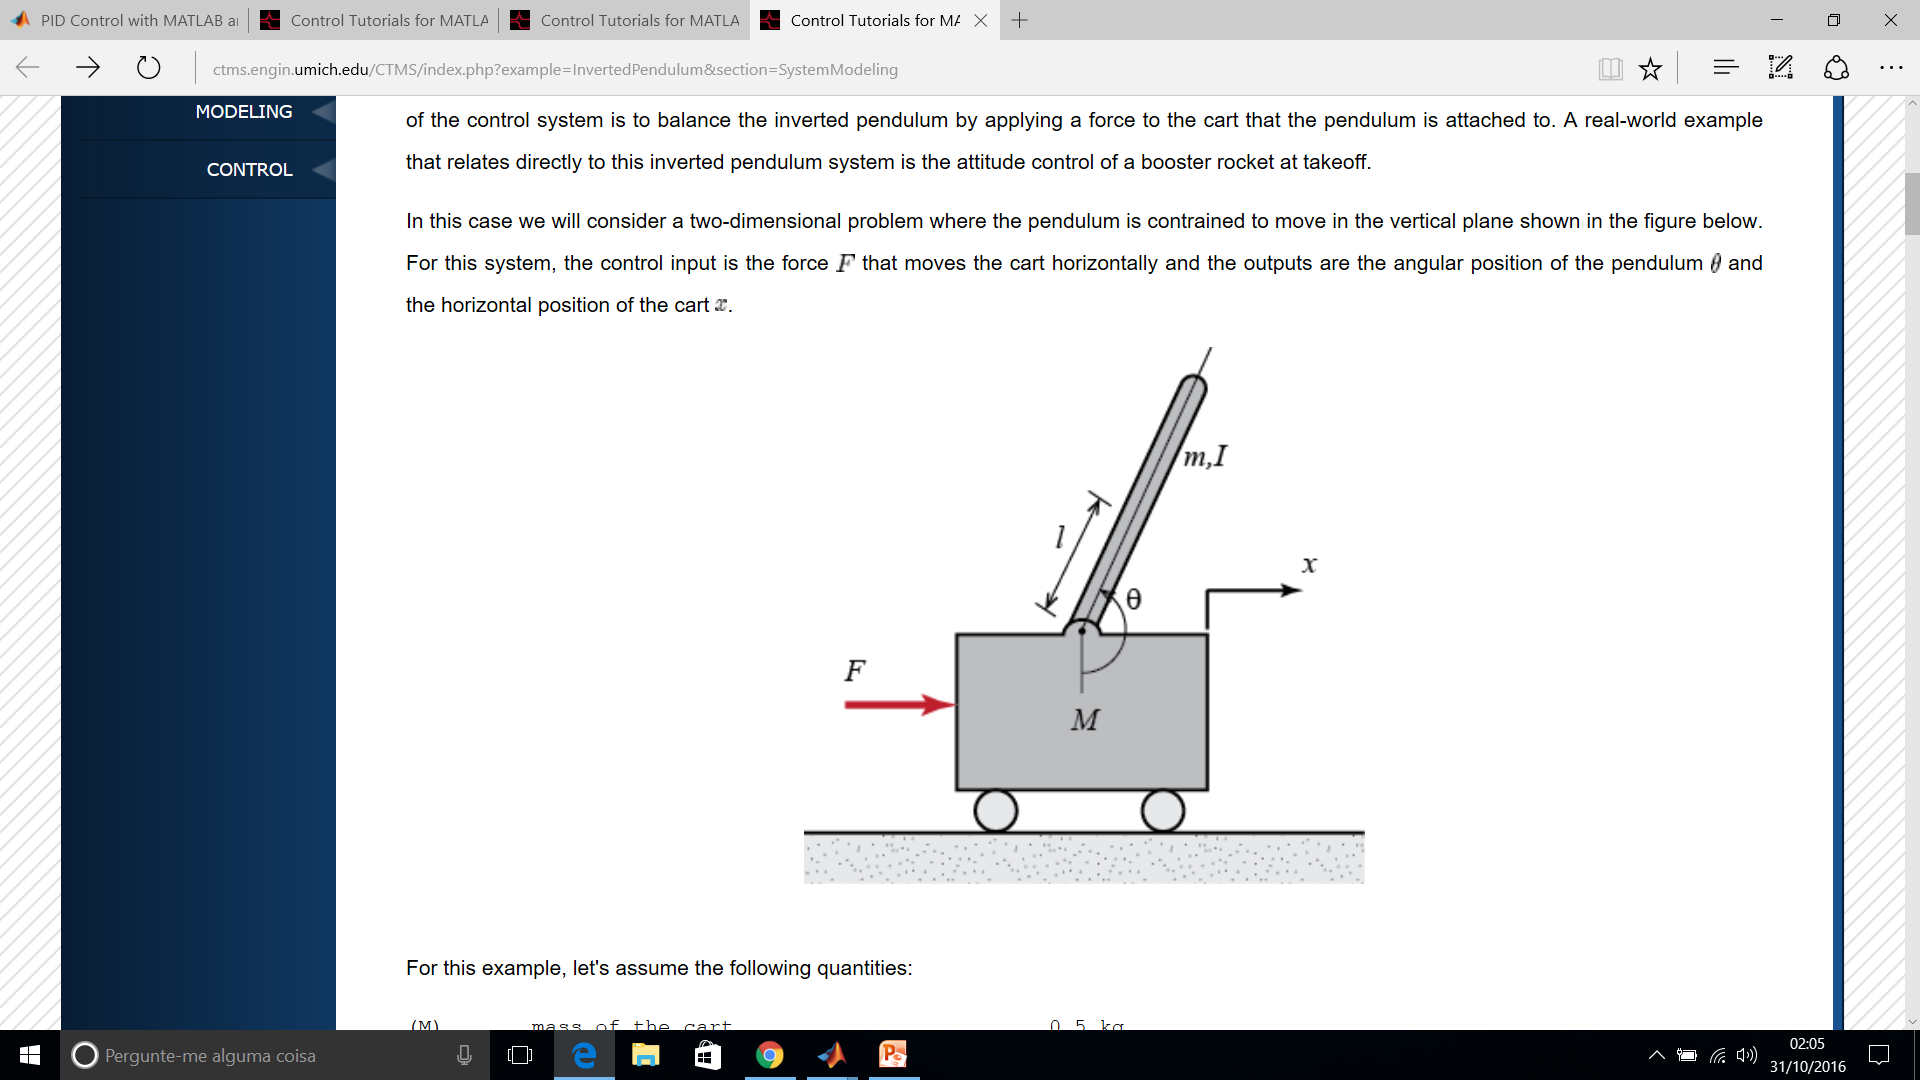 PID Control with MATLAB a
Control Tutorials for MATLA
Control Tutorials for MATLA
Control Tutorials for MA
ctms.engin.umich.edu/CTMS/index.php?example=InvertedPendulum&section=SystemModeling
MODELING
CONTROL
of the control system is to balance the inverted pendulum by applying a force to the cart that the pendulum is attached to. A real-world example
that relates directly to this inverted pendulum system is the attitude control of a booster rocket at takeoff.
In this case we will consider a two-dimensional problem where the pendulum is contrained to move in the vertical plane shown in the figure below.
For this system, the control input is the force F that moves the cart horizontally and the outputs are the angular position of the pendulum θ and
the horizontal position of the cart x.
m,I
l
x
θ
F
M
For this example, let's assume the following quantities:
(M) mass of the cart 0.5 kg
Pergunte-me alguma coisa
02:05
31/10/2016